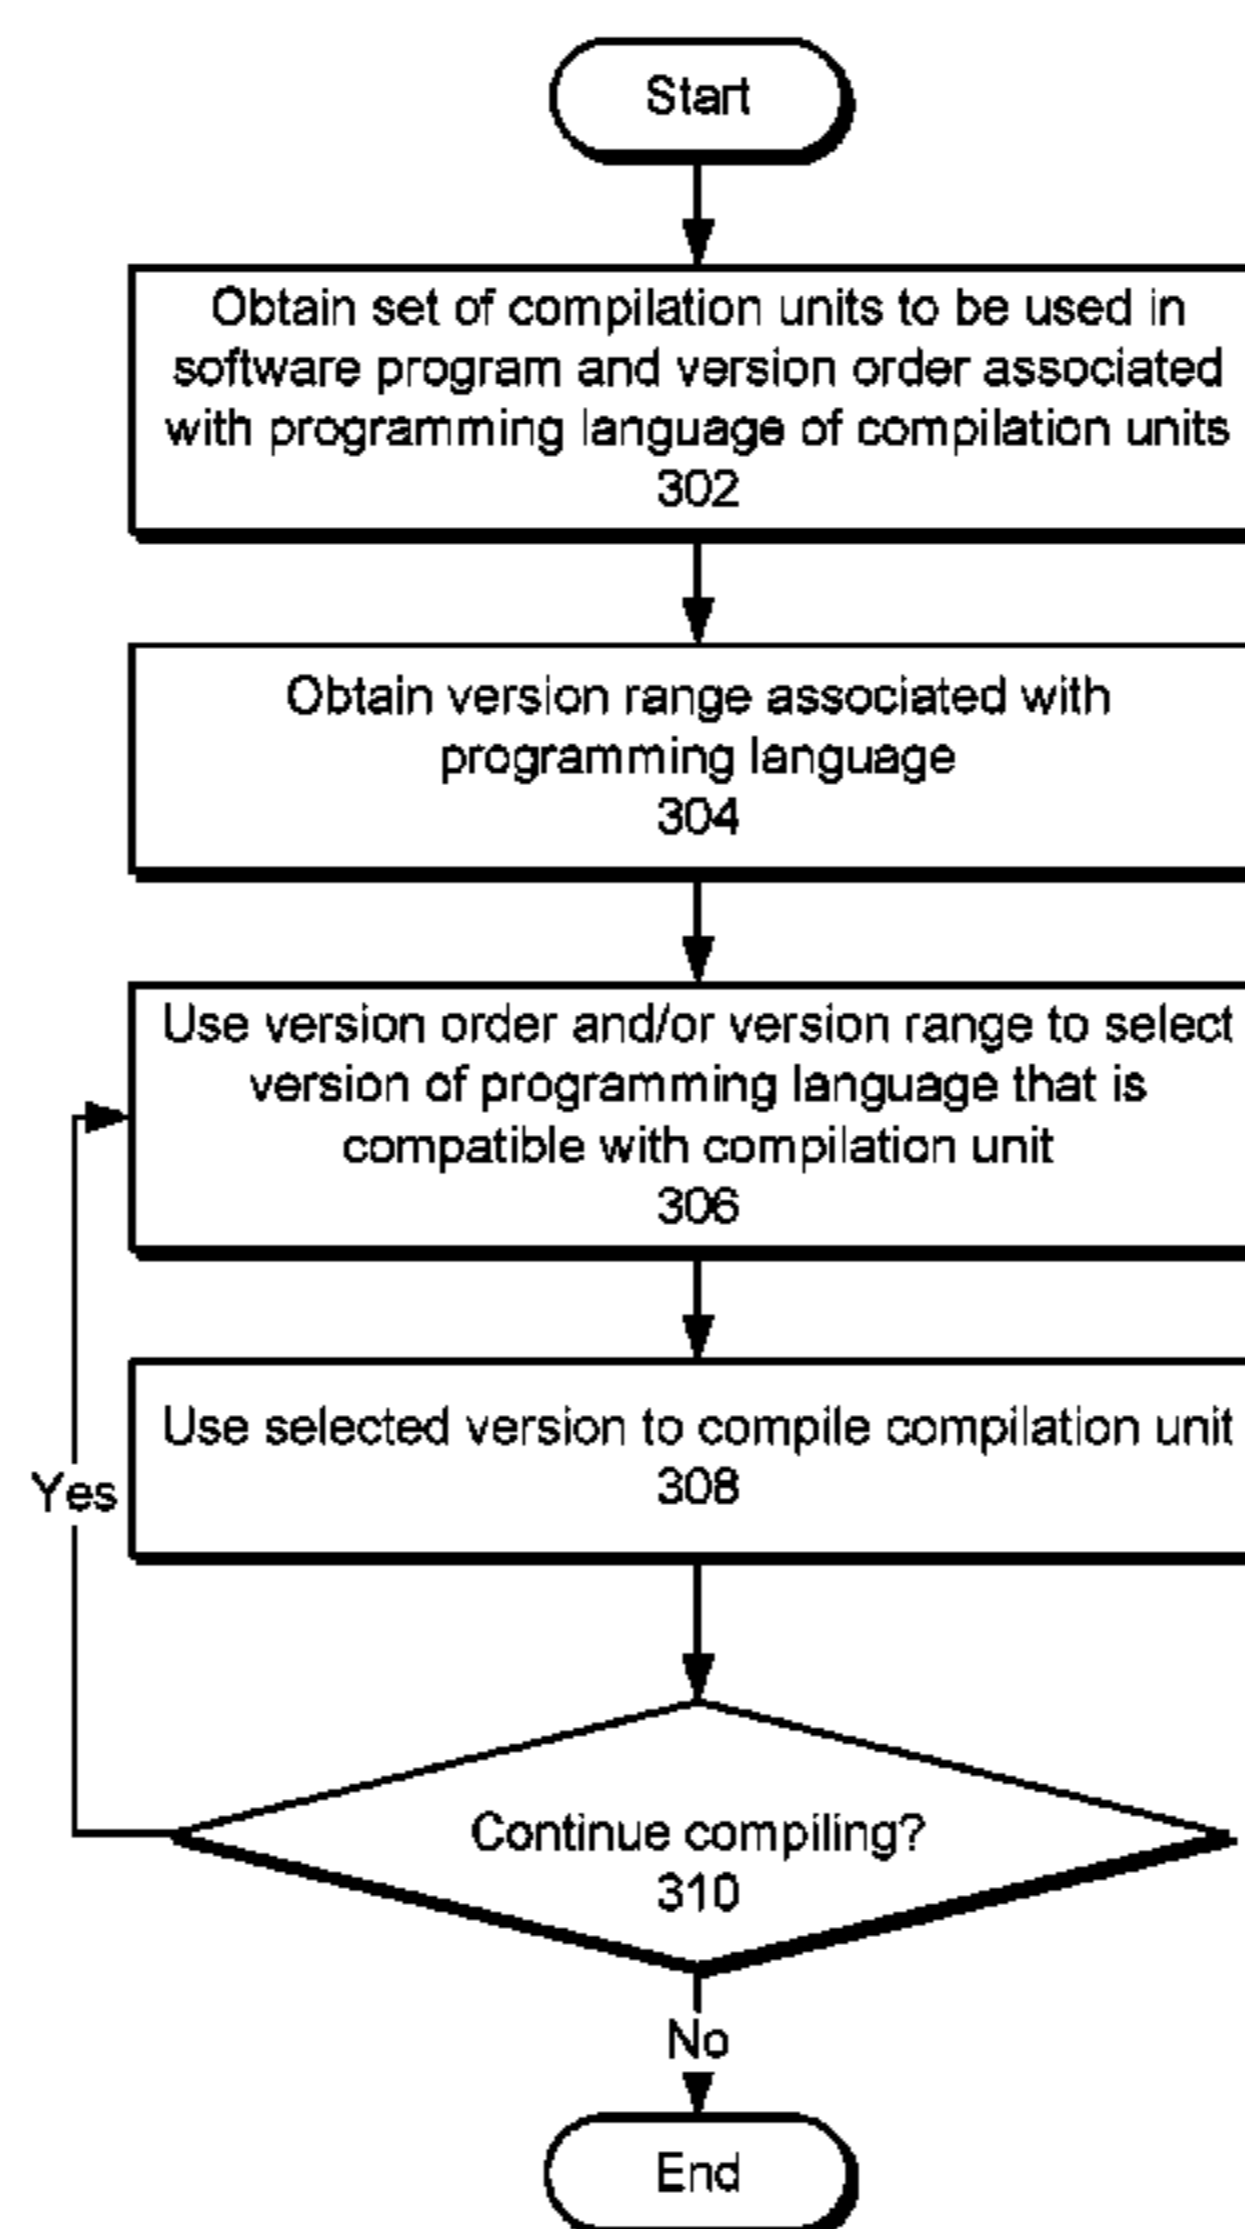 Start
Obtain set of compilation units to be used in
software program and version order associated
with programming language of compilation units
302
Obtain version range associated with
programming language
304
Use version order and/or version range to select
version of programming language that is
compatible with compilation unit
306
Use selected version to compile compilation unit
308
Yes
Continue compiling?
310
No
End